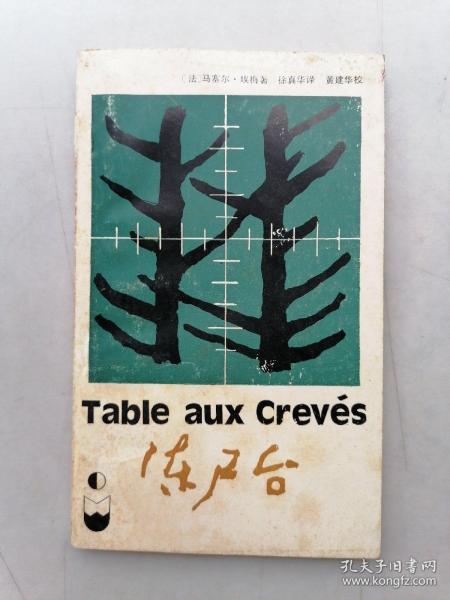 〔法〕马塞尔·埃梅著 徐真华译 黄建华校
Table aux Crevés
陈尸台
孔夫子旧书网
www.kongfz.com